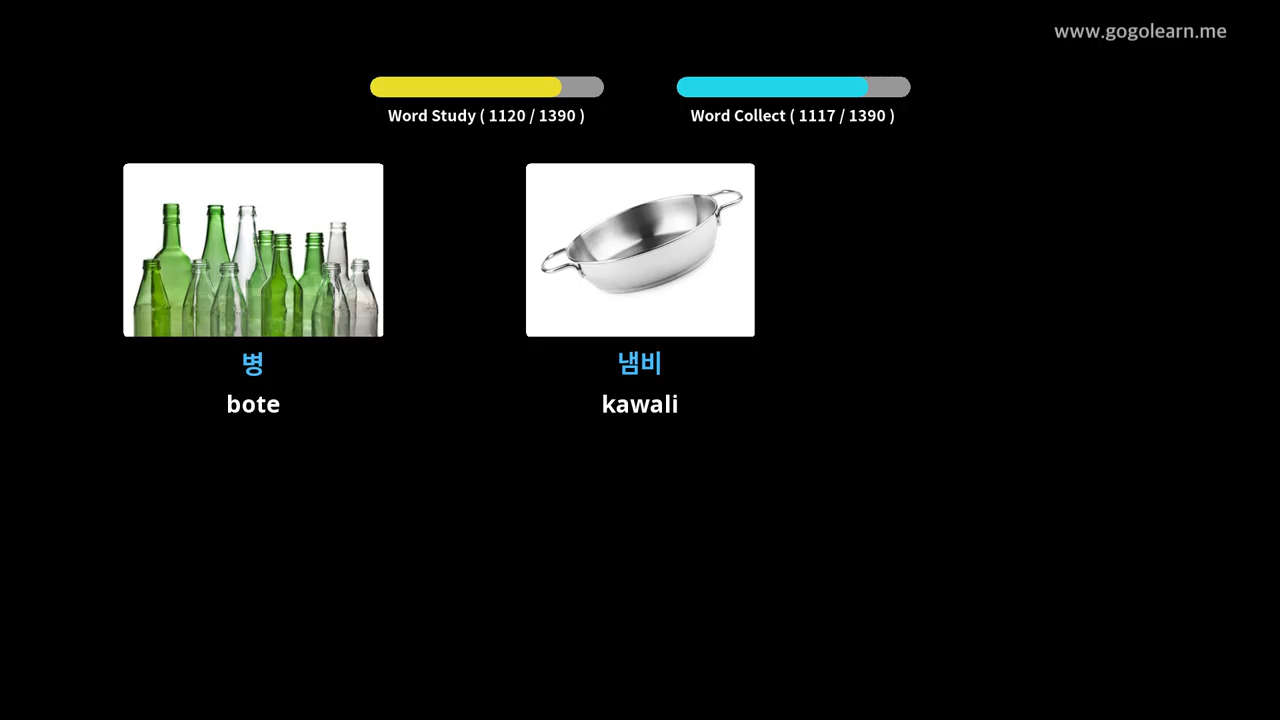 www.gogolearn.me
Word Study ( 1120 / 1390 )
Word Collect ( 1117 / 1390 )
병
bote
냄비
kawali